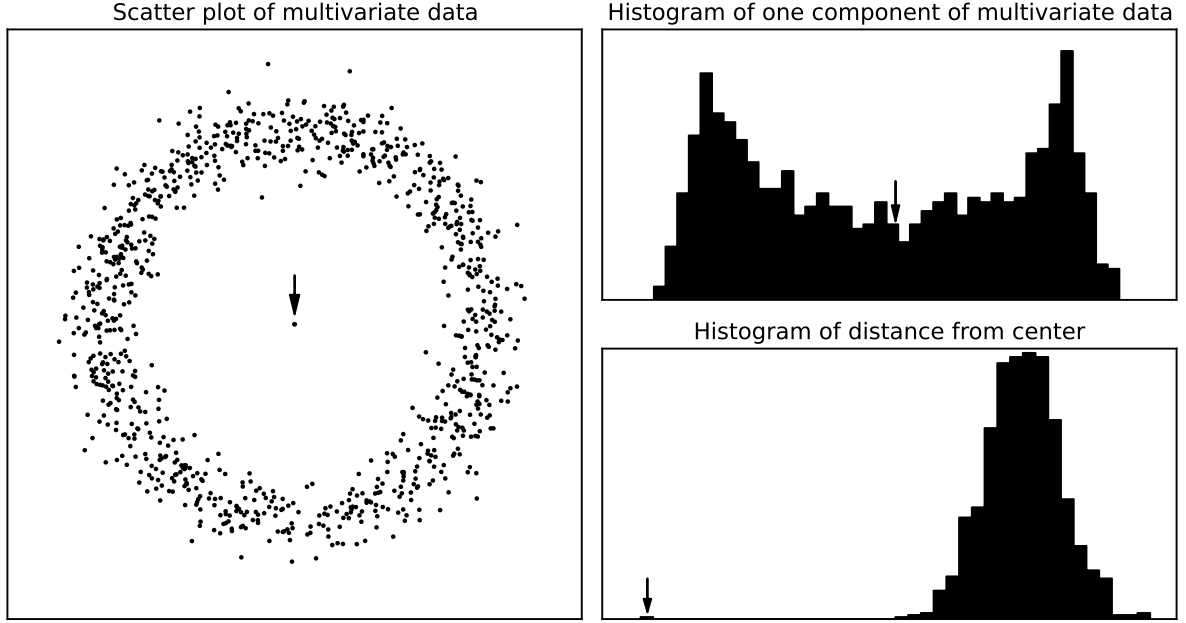 Scatter plot of multivariate data
Histogram of one component of multivariate data
Histogram of distance from center